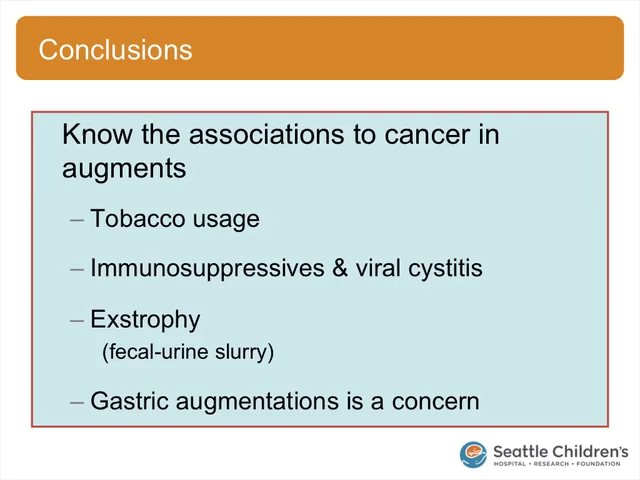 Conclusions
Know the associations to cancer in
augments
– Tobacco usage
– Immunosuppressives & viral cystitis
– Exstrophy
(fecal-urine slurry)
– Gastric augmentations is a concern
Seattle Children's
HOSPITAL • RESEARCH • FOUNDATION